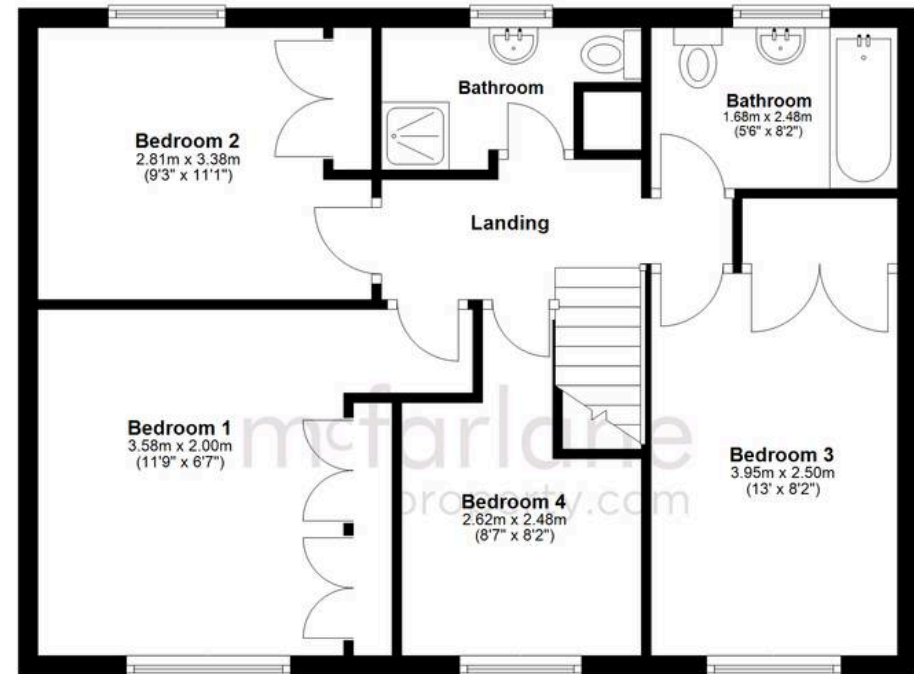 Bathroom
Bathroom
1.68m x 2.48m
(5'6" x 8'2")
Bedroom 2
2.81m x 3.38m
(9'3" x 11'1")
Landing
Bedroom 1
3.58m x 2.00m
(11'9" x 6'7")
mcfarlane
property.com
Bedroom 3
3.95m x 2.50m
(13' x 8'2")
Bedroom 4
2.62m x 2.48m
(8'7" x 8'2")